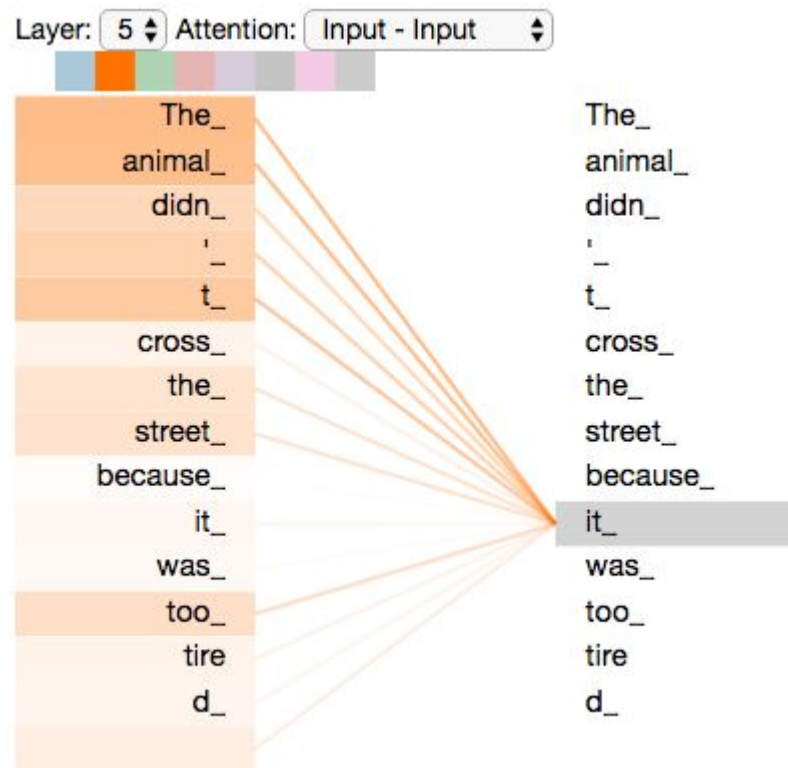 Layer: 5 Attention: Input - Input
The_ The_
animal_ animal_
didn_ didn_
'_ '_
t_ t_
cross_ cross_
the_ the_
street_ street_
because_ because_
it_ it_
was_ was_
too_ too_
tire tire
d_ d_